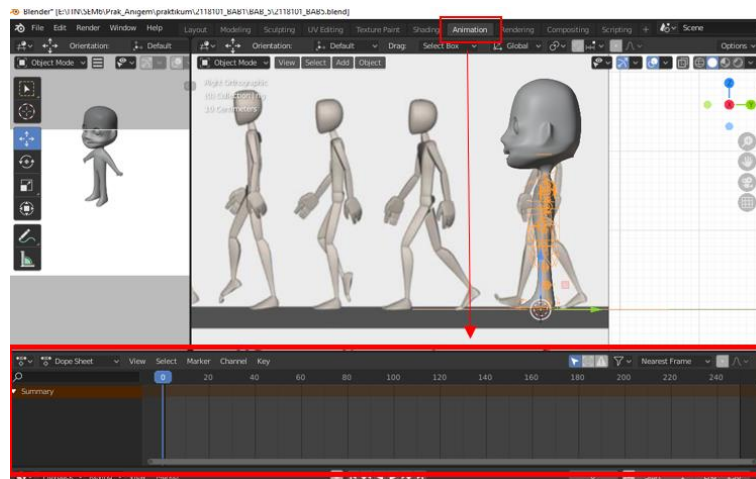 Blender* [E:\ITN\SEM6\Prak_Anigem\praktikum\2118101_BAB1\BAB_5\2118101_BAB5.blend]
File Edit Render Window Help Layout Modeling Sculpting UV Editing Texture Paint Shading Animation Rendering Compositing Scripting + Scene
Orientation: Default Orientation: Default Drag: Select Box Global Options
Object Mode Object Mode View Select Add Object
Right Orthographic
10 Centimeters
Dope Sheet View Select Marker Channel Key Nearest Frame
0 20 40 60 80 100 120 140 160 180 200 220 240
Summary